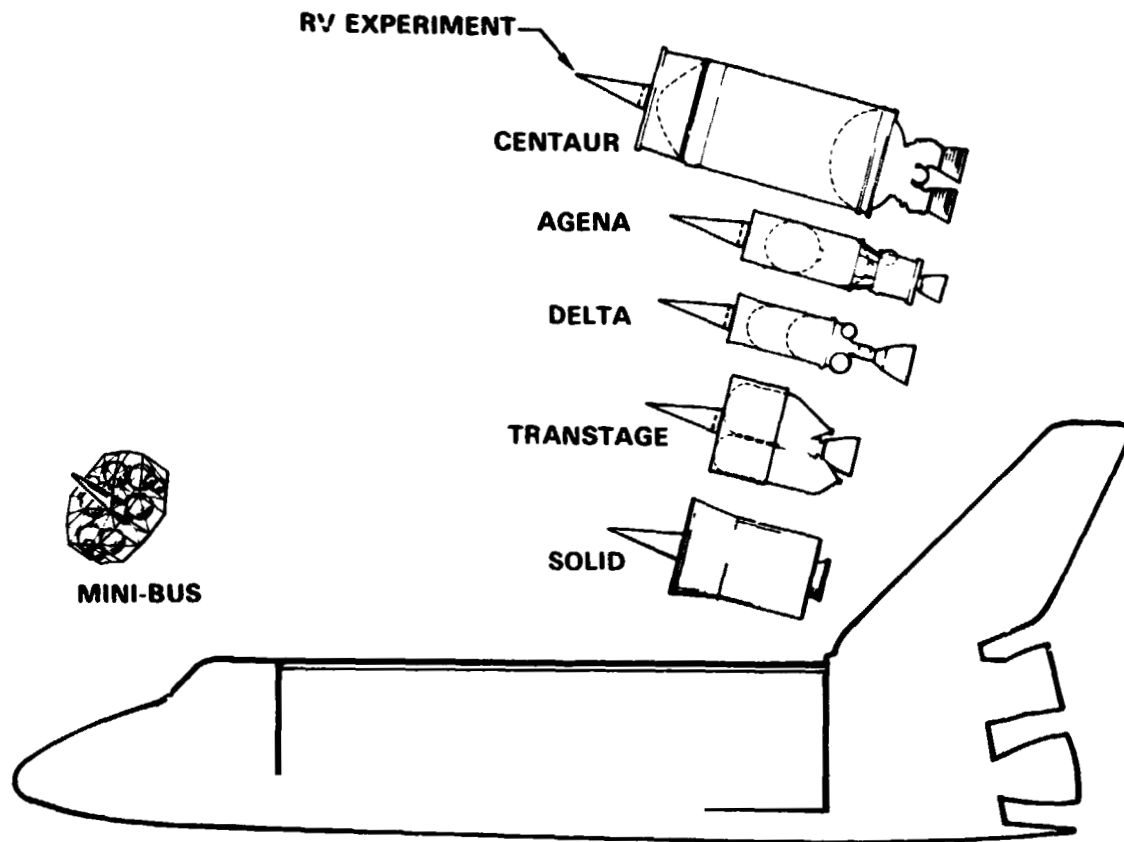 RV EXPERIMENT
CENTAUR
AGENA
DELTA
TRANSTAGE
SOLID
MINI-BUS